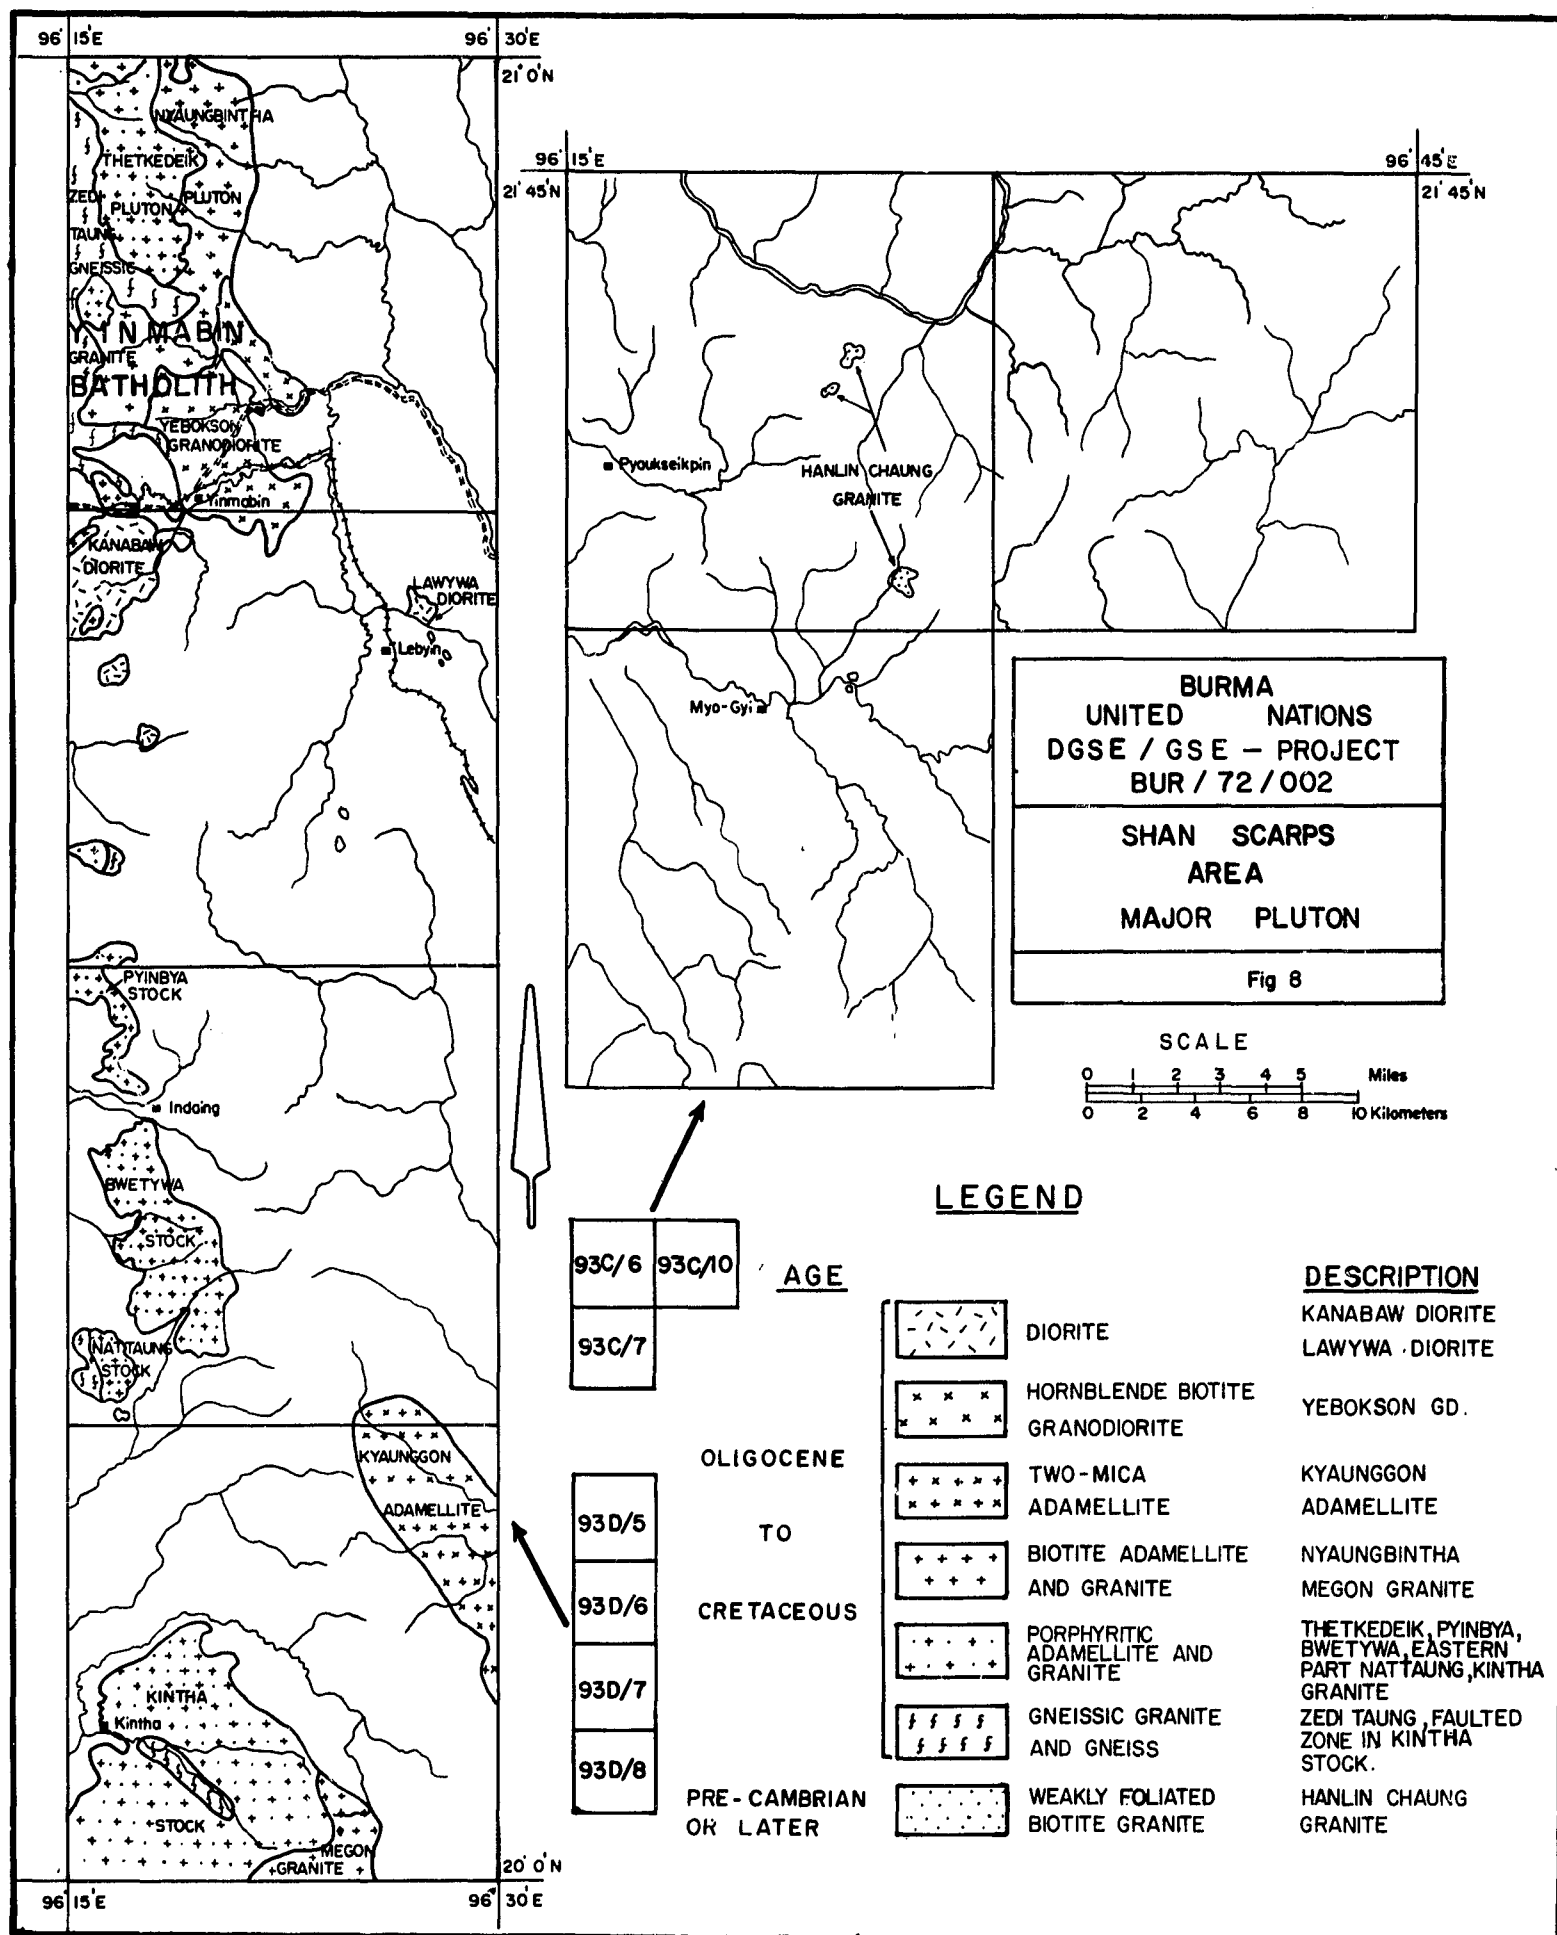 96° 15'E
96° 30'E
21° 0'N
NYAUNGBINTHA
THETKEDEIK
ZEDI
PLUTON
PLUTON
TAUNG
GNEISSIC
YINMABIN
GRANITE
BATHOLITH
YEBOKSON
GRANODIORITE
Yinmabin
KANABAW
DIORITE
LAWYWA
DIORITE
Lebyin
PYINBYA
STOCK
Indaing
BWETYWA
STOCK
NATTAUNG
STOCK
KYAUNGGON
ADAMELLITE
KINTHA
Kintha
STOCK
MEGON
GRANITE
20° 0'N
96° 15'E
96° 30'E
96° 15'E
96° 45'E
21° 45'N
21° 45'N
Pyoukseikpin
HANLIN CHAUNG
GRANITE
Myo-Gyi
BURMA
UNITED NATIONS
DGSE / GSE - PROJECT
BUR / 72 / 002
SHAN SCARPS
AREA
MAJOR PLUTON
Fig 8
SCALE
0 1 2 3 4 5 Miles
0 2 4 6 8 10 Kilometers
93C/6 93C/10
93C/7
93D/5
93D/6
93D/7
93D/8
LEGEND
AGE
DESCRIPTION
OLIGOCENE
TO
CRETACEOUS
DIORITE
KANABAW DIORITE
LAWYWA DIORITE
HORNBLENDE BIOTITE
GRANODIORITE
YEBOKSON GD.
TWO-MICA
ADAMELLITE
KYAUNGGON
ADAMELLITE
BIOTITE ADAMELLITE
AND GRANITE
NYAUNGBINTHA
MEGON GRANITE
PORPHYRITIC
ADAMELLITE AND
GRANITE
THETKEDEIK, PYINBYA,
BWETYWA, EASTERN
PART NATTAUNG, KINTHA
GRANITE
GNEISSIC GRANITE
AND GNEISS
ZEDI TAUNG, FAULTED
ZONE IN KINTHA
STOCK.
PRE-CAMBRIAN
OR LATER
WEAKLY FOLIATED
BIOTITE GRANITE
HANLIN CHAUNG
GRANITE